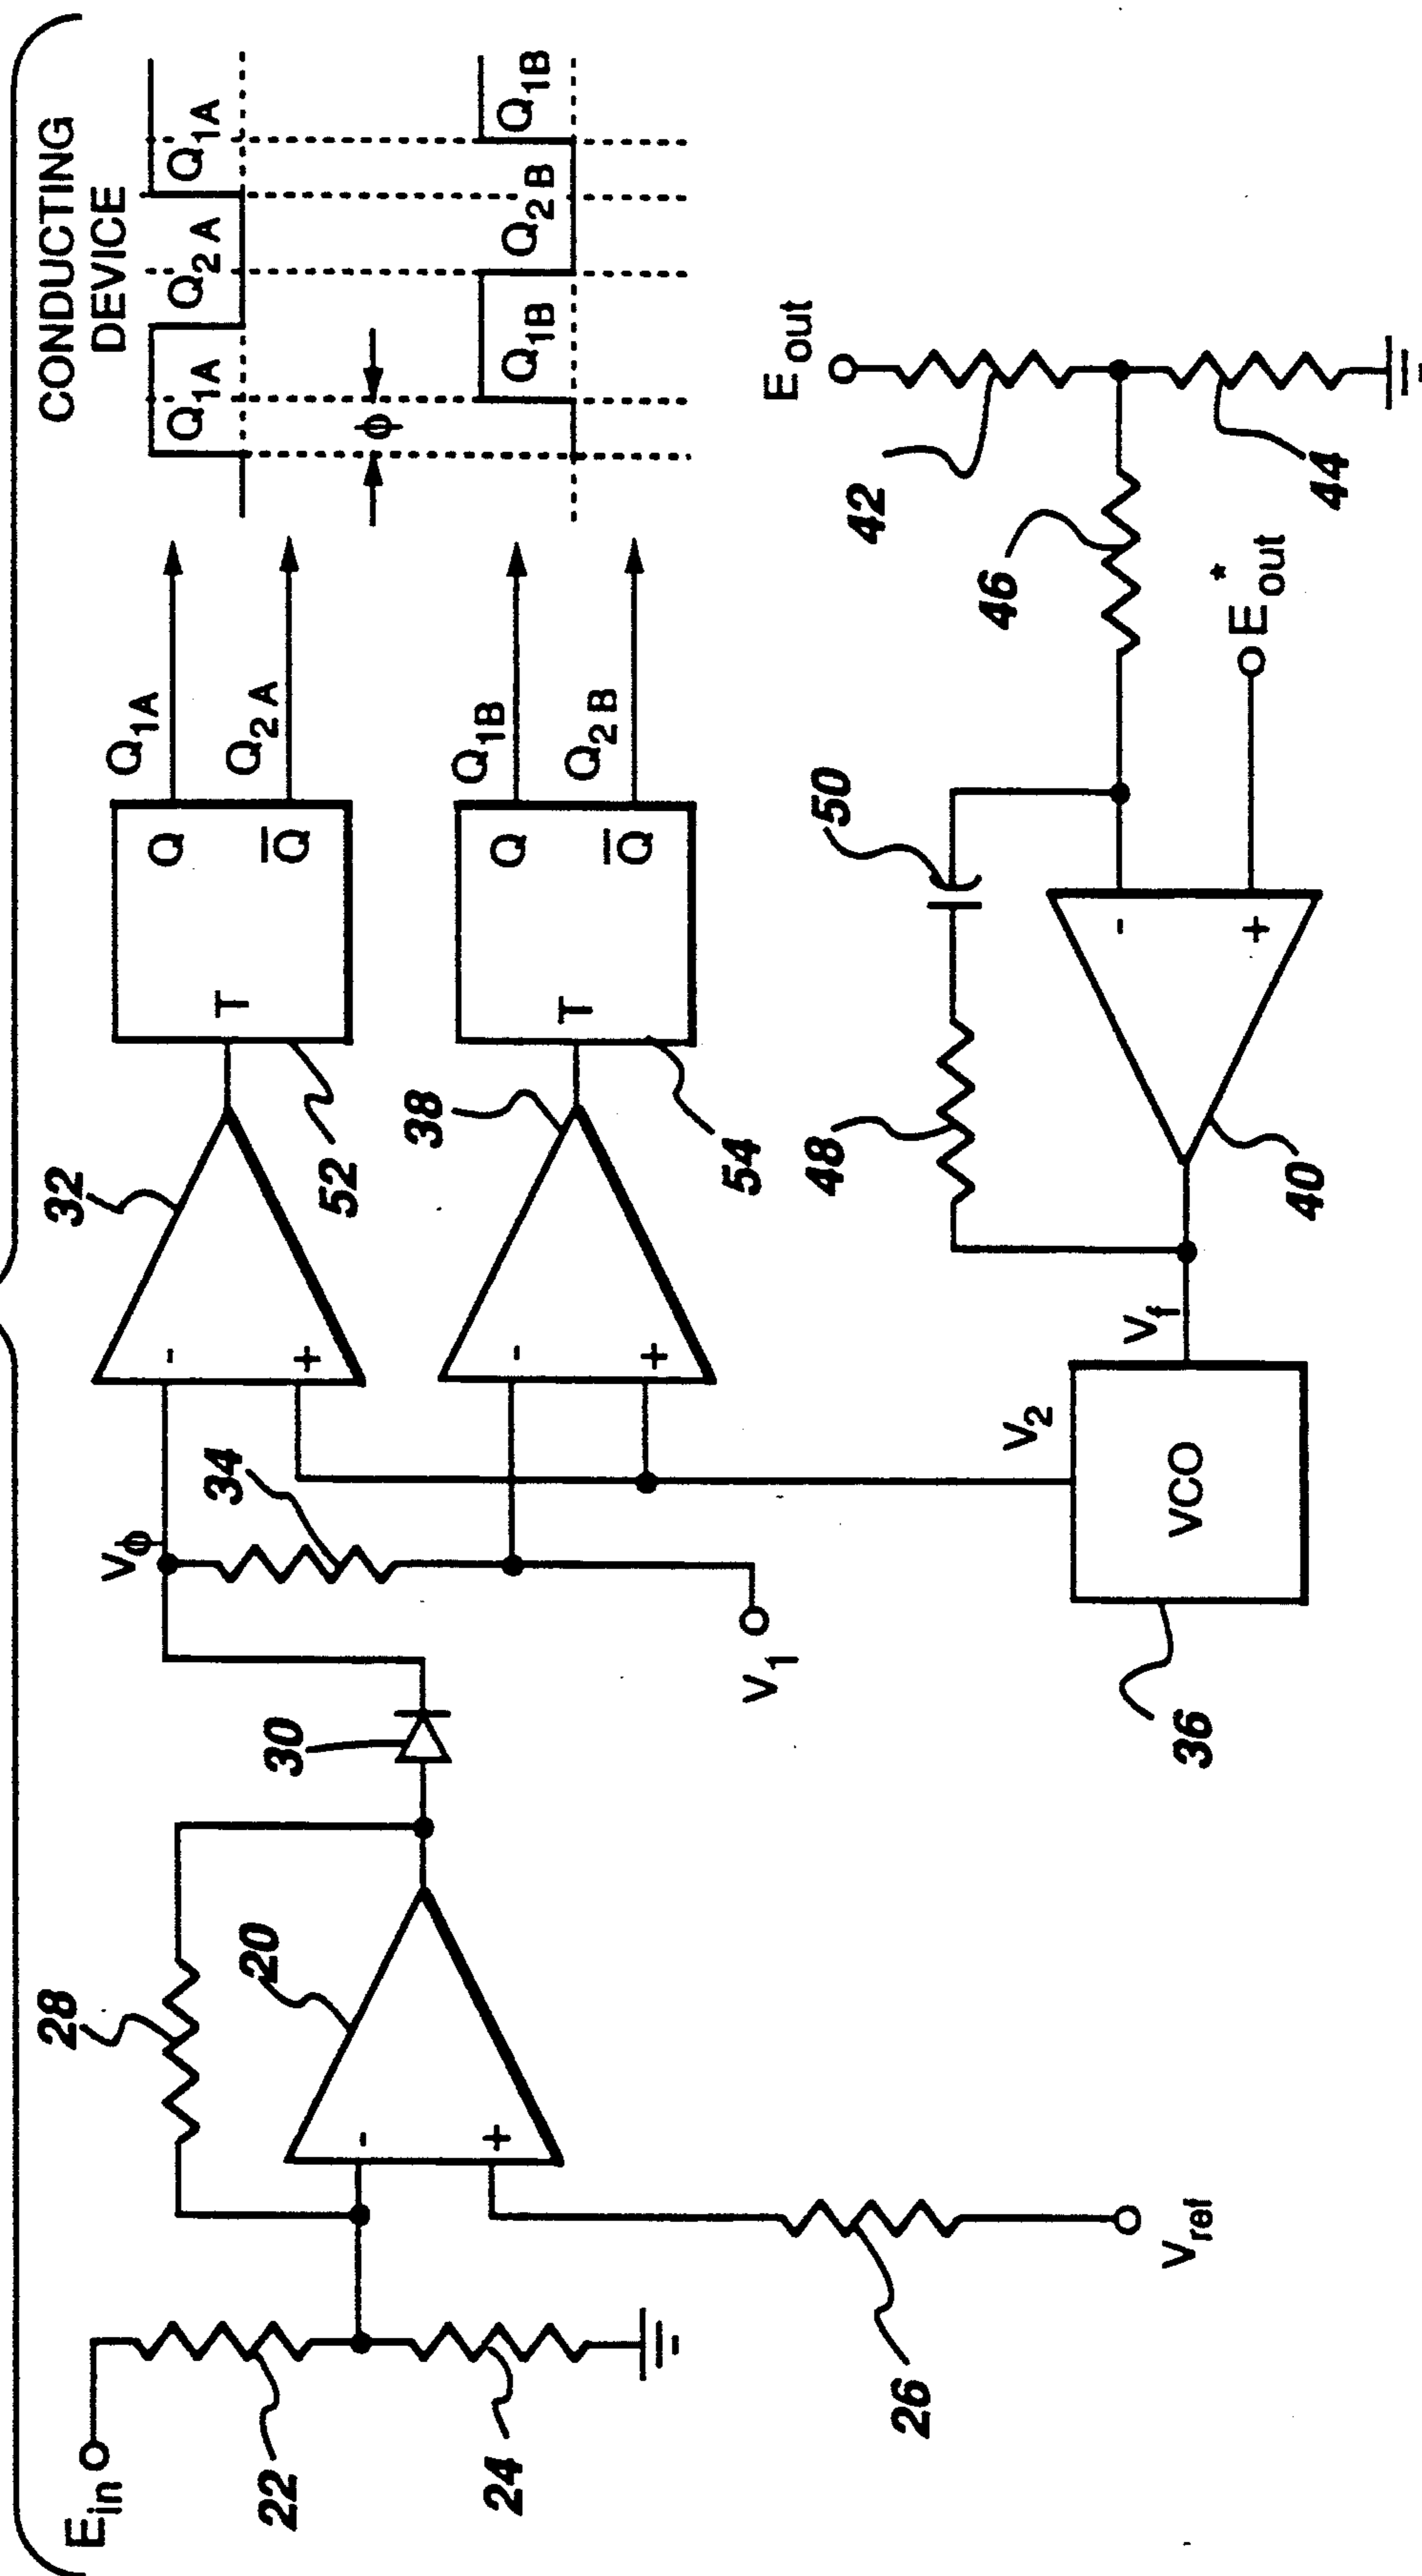 CONDUCTING
DEVICE
Q1A Q2A Q1A
ϕ
Q1B Q2B Q1B
Ein
22
24
26
Vref
28
20
30
Vϕ
34
V1
32
38
-
+
-
+
-
+
52
54
T
Q
Q̅
T
Q
Q̅
Q1A
Q2A
Q1B
Q2B
36
VCO
V2
Vf
40
-
+
48
50
46
E*out
42
44
Eout